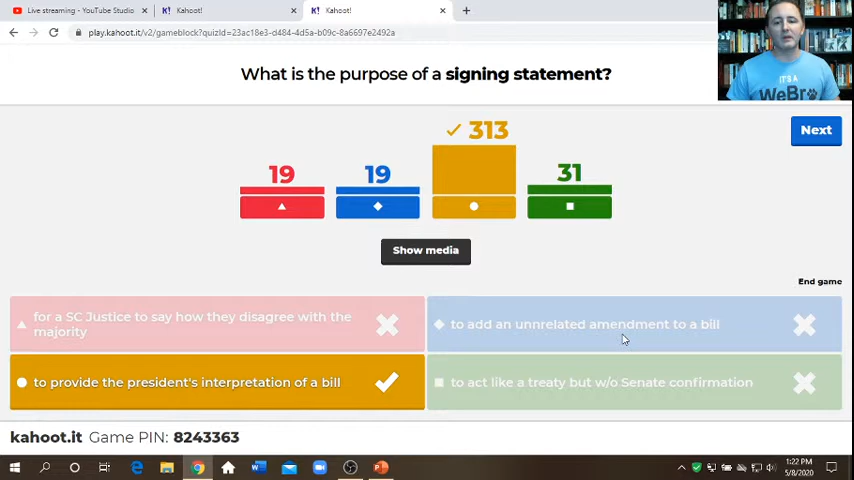 Live streaming - YouTube Studio
Kahoot!
Kahoot!
play.kahoot.it/v2/gameblock?quizId=23ac18e3-d484-4d5a-b09c-8a6697e2492a
What is the purpose of a signing statement?
IT'S A
WeBro
Next
313
19
19
31
Show media
End game
for a SC Justice to say how they disagree with the
majority
to add an unrelated amendment to a bill
to provide the president's interpretation of a bill
to act like a treaty but w/o Senate confirmation
kahoot.it Game PIN: 8243363
1:22 PM
5/8/2020